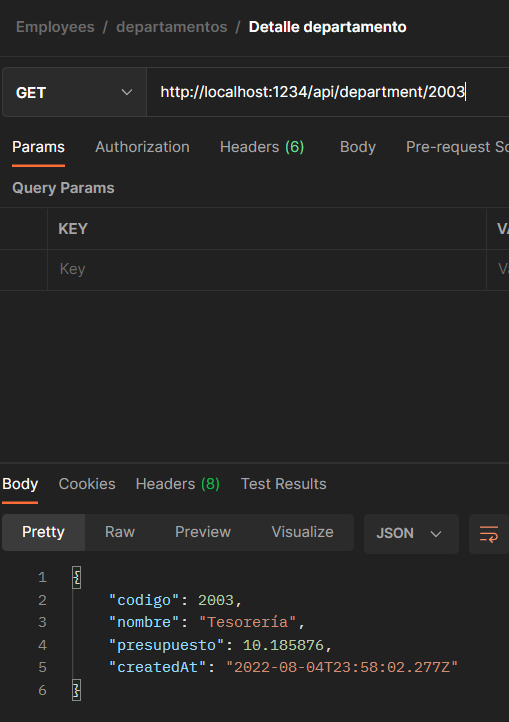 Employees / departamentos / Detalle departamento
GET http://localhost:1234/api/department/2003
Params Authorization Headers (6) Body Pre-request Sc
Query Params
KEY VA
Key Va
Body Cookies Headers (8) Test Results
Pretty Raw Preview Visualize JSON
1 {
2 "codigo": 2003,
3 "nombre": "Tesorería",
4 "presupuesto": 10.185876,
5 "createdAt": "2022-08-04T23:58:02.277Z"
6 }